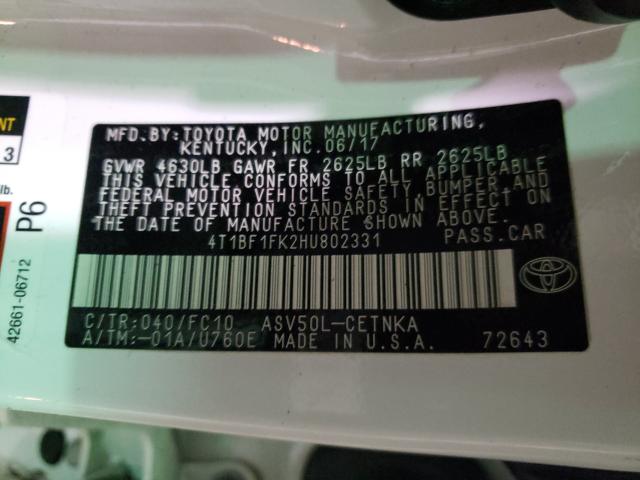 MFD.BY: TOYOTA MOTOR MANUFACTURING,
KENTUCKY, INC. 06/17
GVWR 4630LB GAWR FR 2625LB RR 2625LB
THIS VEHICLE CONFORMS TO ALL APPLICABLE
FEDERAL MOTOR VEHICLE SAFETY, BUMPER, AND
THEFT PREVENTION STANDARDS IN EFFECT ON
THE DATE OF MANUFACTURE SHOWN ABOVE.
4T1BF1FK2HU802331 PASS.CAR
C/TR:040/FC10 ASV50L-CETNKA
A/TM:-01A/U760E MADE IN U.S.A. 72643
NT
3
lb.
P6
42661-06712